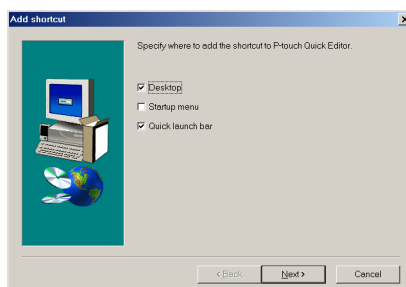 Add shortcut
Specify where to add the shortcut to P-touch Quick Editor.
Desktop
Startup menu
Quick launch bar
< Back
Next >
Cancel